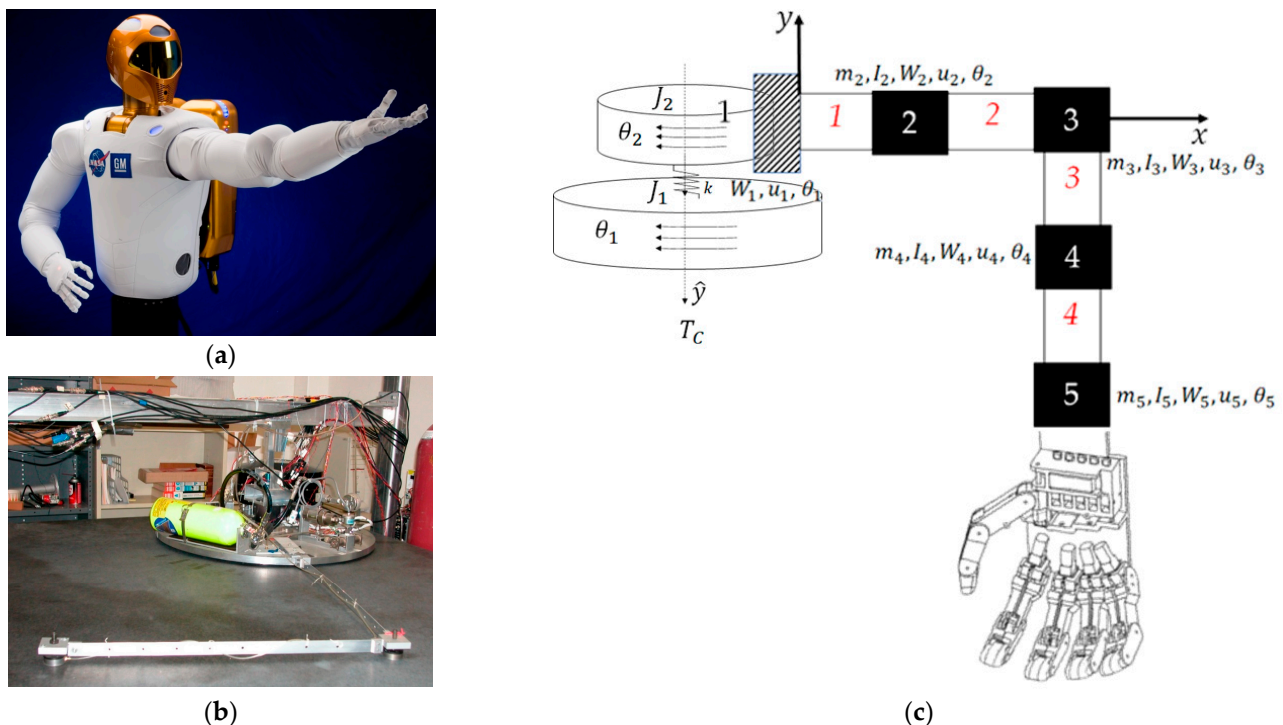 NASA
GM
(a)
(b)
y
m₂, I₂, W₂, u₂, θ₂
J₂
1
θ₂
1
2
2
3
x
k
J₁
W₁, u₁, θ₁
m₃, I₃, W₃, u₃, θ₃
3
θ₁
m₄, I₄, W₄, u₄, θ₄
4
ŷ
T_C
4
5
m₅, I₅, W₅, u₅, θ₅
(c)